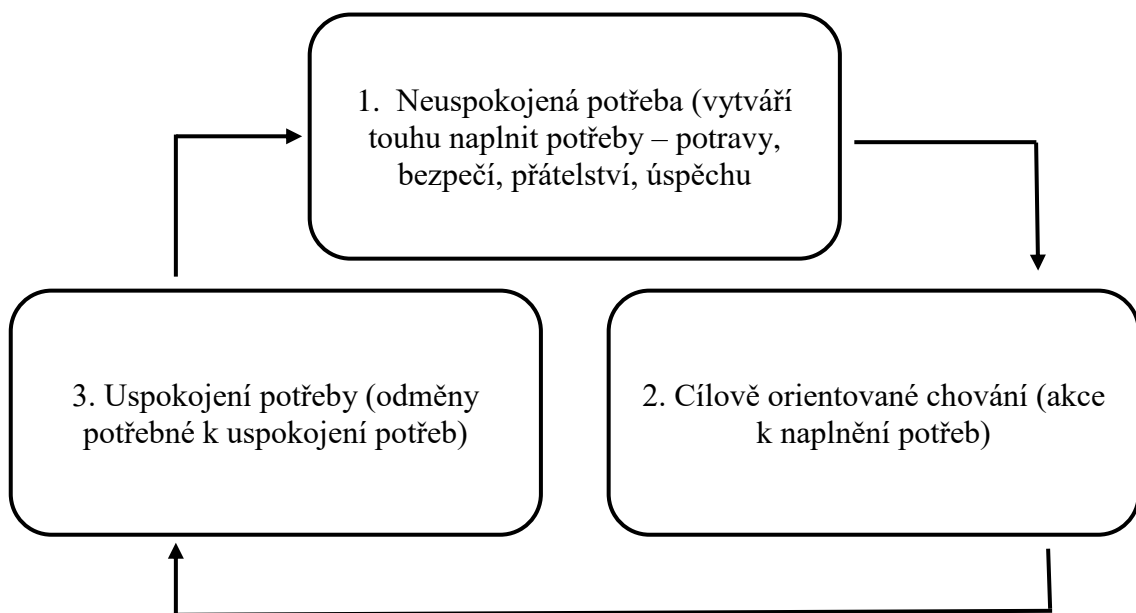 1. Neuspokojená potřeba (vytváří
touhu naplnit potřeby – potravy,
bezpečí, přátelství, úspěchu
3. Uspokojení potřeby (odměny
potřebné k uspokojení potřeb)
2. Cílově orientované chování (akce
k naplnění potřeb)